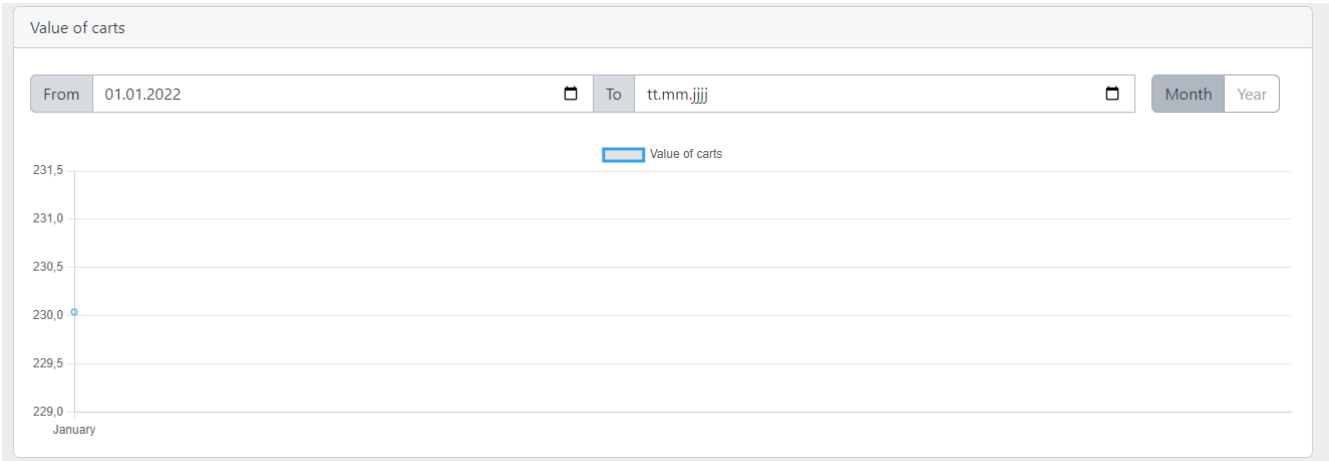 Value of carts
From 01.01.2022 To tt.mm.jjjj Month Year
Value of carts
231,5
231,0
230,5
230,0
229,5
229,0
January